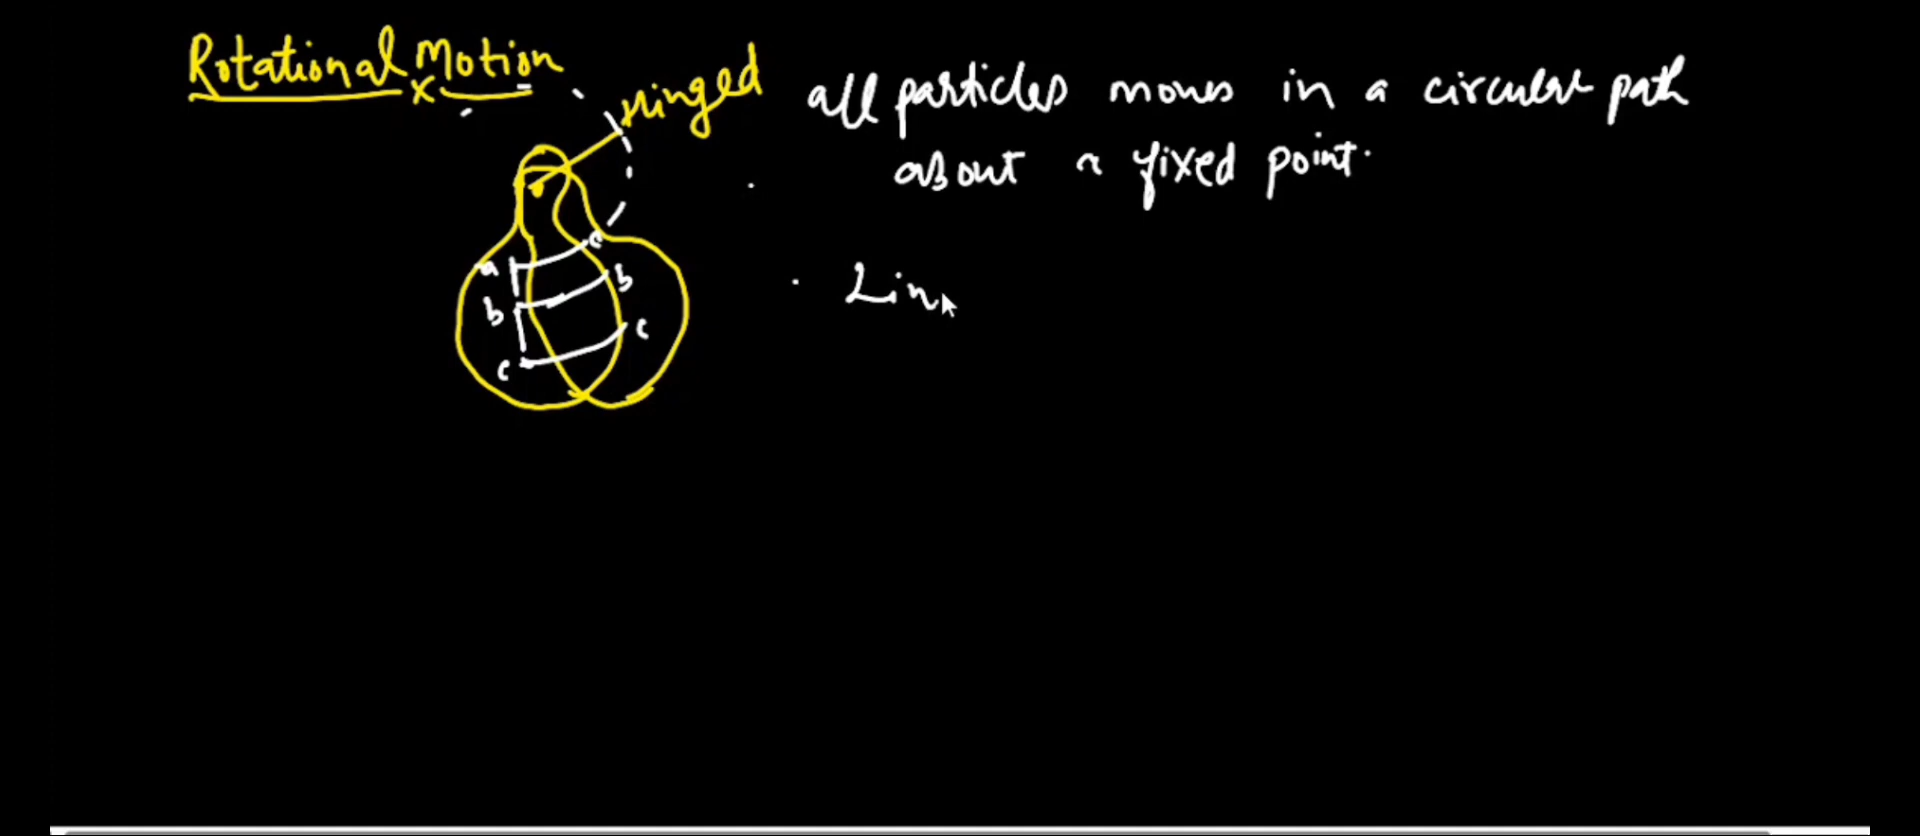 Rotational Motion
x
Hinged
all particles moves in a circular path
about a fixed point.
a
b
c
a
b
c
. Lin